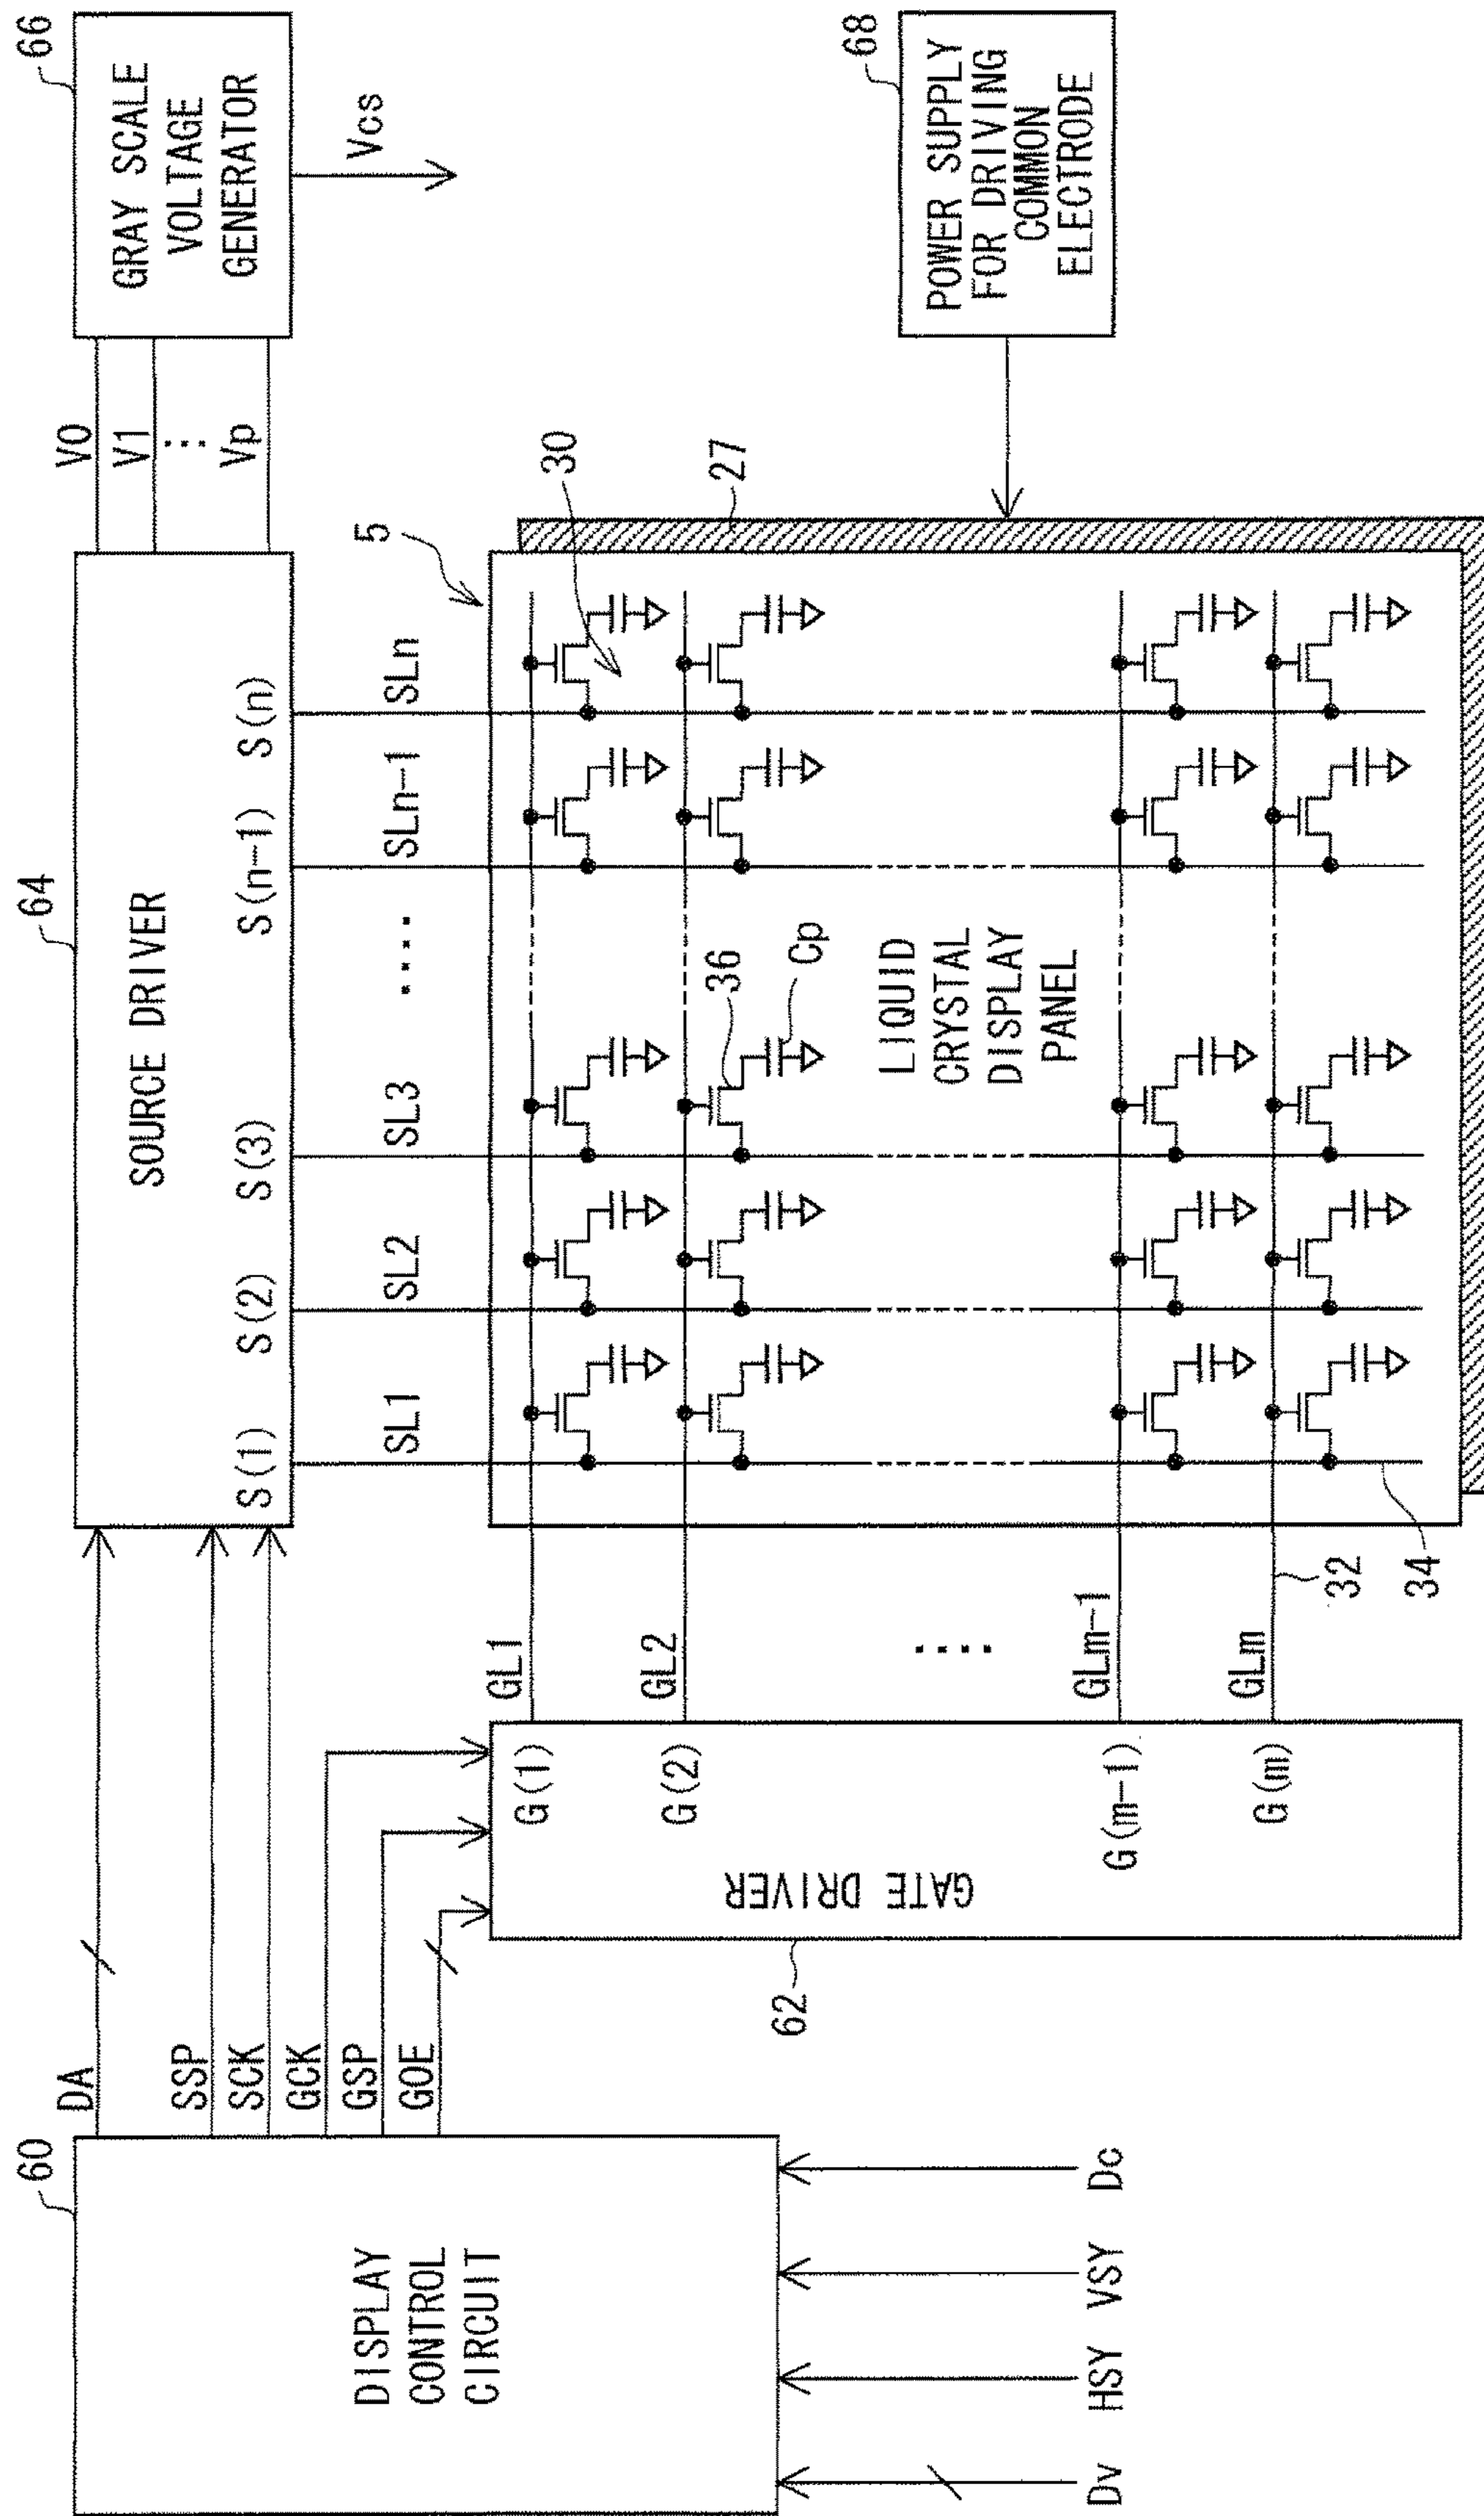 60
DISPLAY
CONTROL
CIRCUIT
Dv
HSY
VSY
Dc
DA
SSP
SCK
GCK
GSP
GOE
64
SOURCE DRIVER
S(1)
S(2)
S(3)
S(n-1)
S(n)
V0
V1
⋮
Vp
66
GRAY SCALE
VOLTAGE
GENERATOR
Vcs
SL1
SL2
SL3
····
SLn-1
SLn
5
62
GATE DRIVER
G(1)
G(2)
G(m-1)
G(m)
GL1
GL2
····
GLm-1
GLm
32
34
30
36
Cp
LIQUID
CRYSTAL
DISPLAY
PANEL
27
68
POWER SUPPLY
FOR DRIVING
COMMON
ELECTRODE